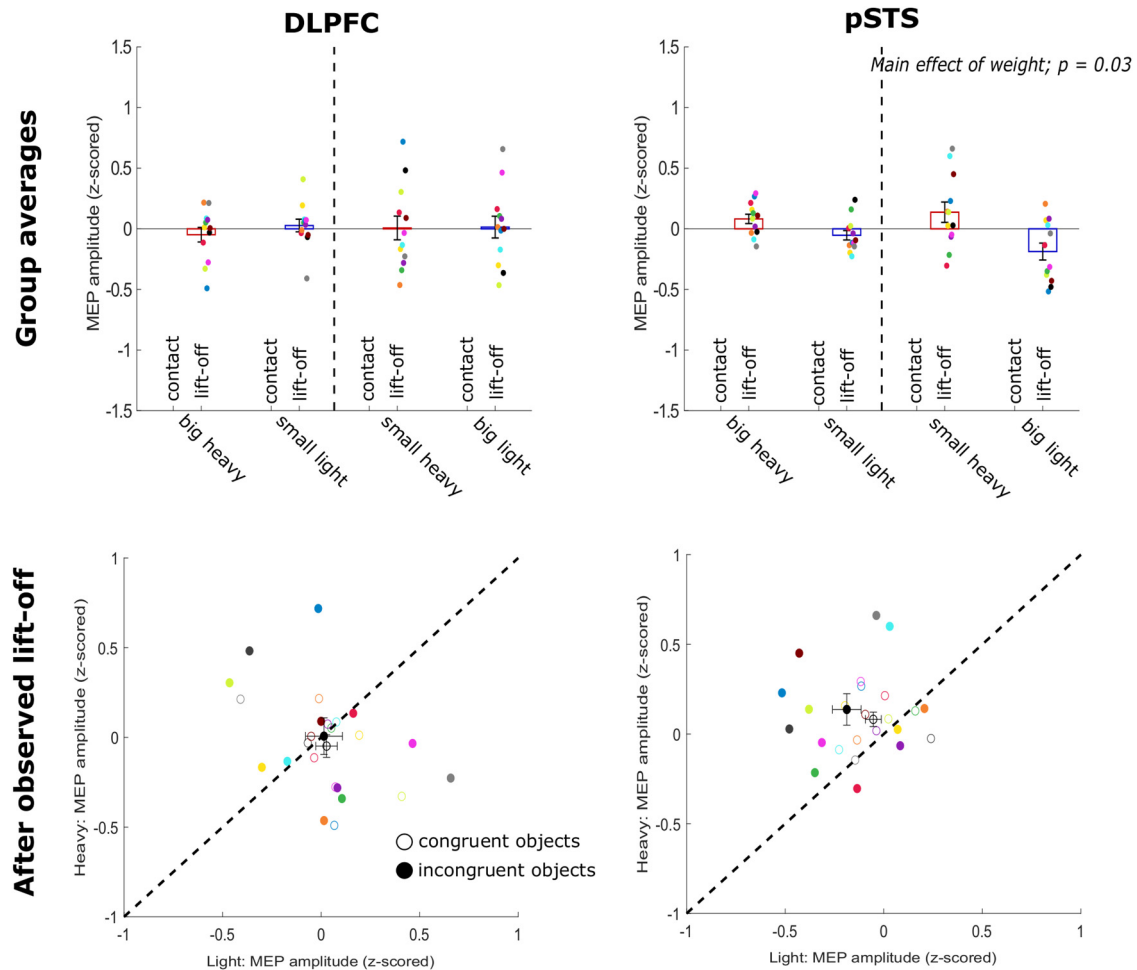 DLPFC
pSTS
Group averages
MEP amplitude (z-scored)
1.5
1
0.5
0
-0.5
-1
-1.5
contact
lift-off
contact
lift-off
contact
lift-off
contact
lift-off
big heavy
small light
small heavy
big light
Main effect of weight; p = 0.03
MEP amplitude (z-scored)
1.5
1
0.5
0
-0.5
-1
-1.5
contact
lift-off
contact
lift-off
contact
lift-off
contact
lift-off
big heavy
small light
small heavy
big light
After observed lift-off
Heavy: MEP amplitude (z-scored)
1
0.5
0
-0.5
-1
congruent objects
incongruent objects
-1
-0.5
0
0.5
1
Light: MEP amplitude (z-scored)
Heavy: MEP amplitude (z-scored)
1
0.5
0
-0.5
-1
-1
-0.5
0
0.5
1
Light: MEP amplitude (z-scored)